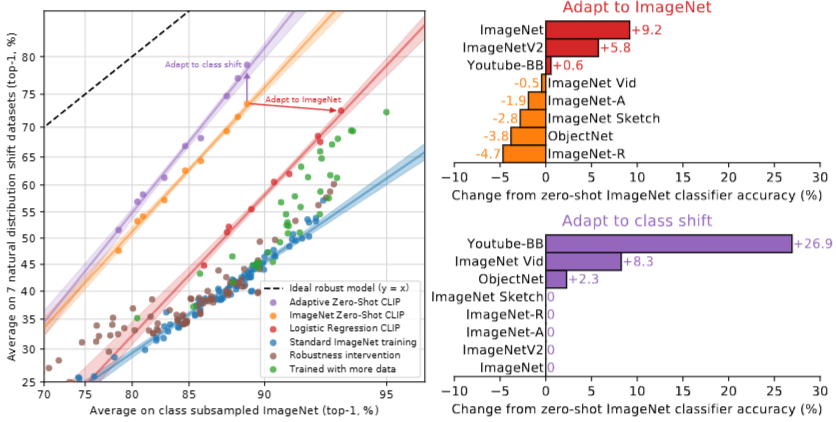 Average on 7 natural distribution shift datasets (top-1, %)
80
75
70
65
60
55
50
45
40
35
30
25
Adapt to class shift
Adapt to ImageNet
Ideal robust model (y = x)
Adaptive Zero-Shot CLIP
ImageNet Zero-Shot CLIP
Logistic Regression CLIP
Standard ImageNet training
Robustness intervention
Trained with more data
70 75 80 85 90 95
Average on class subsampled ImageNet (top-1, %)
Adapt to ImageNet
ImageNet +9.2
ImageNetV2 +5.8
Youtube-BB +0.6
-0.5 ImageNet Vid
-1.9 ImageNet-A
-2.8 ImageNet Sketch
-3.8 ObjectNet
-4.7 ImageNet-R
−10 −5 0 5 10 15 20 25 30
Change from zero-shot ImageNet classifier accuracy (%)
Adapt to class shift
Youtube-BB +26.9
ImageNet Vid +8.3
ObjectNet +2.3
ImageNet Sketch 0
ImageNet-R 0
ImageNet-A 0
ImageNetV2 0
ImageNet 0
−10 −5 0 5 10 15 20 25 30
Change from zero-shot ImageNet classifier accuracy (%)